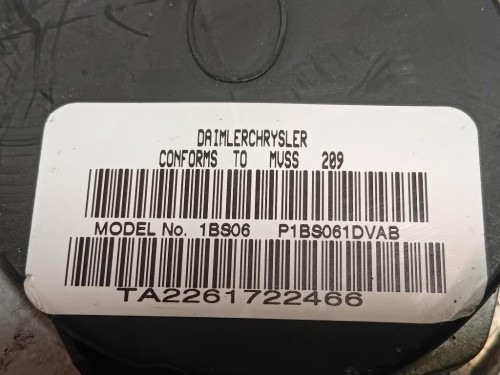 DAIMLERCHRYSLER
CONFORMS TO MVSS 209
MODEL No. 1BS06 P1BS061DVAB
TA2261722466